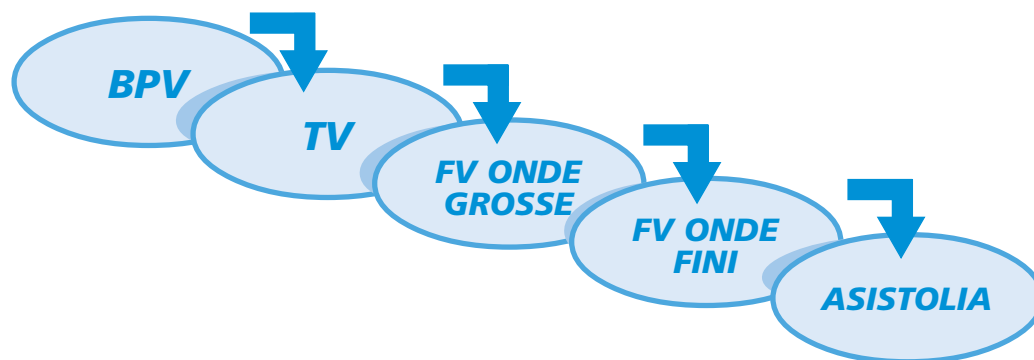 BPV
TV
FV ONDE
GROSSE
FV ONDE
FINI
ASISTOLIA